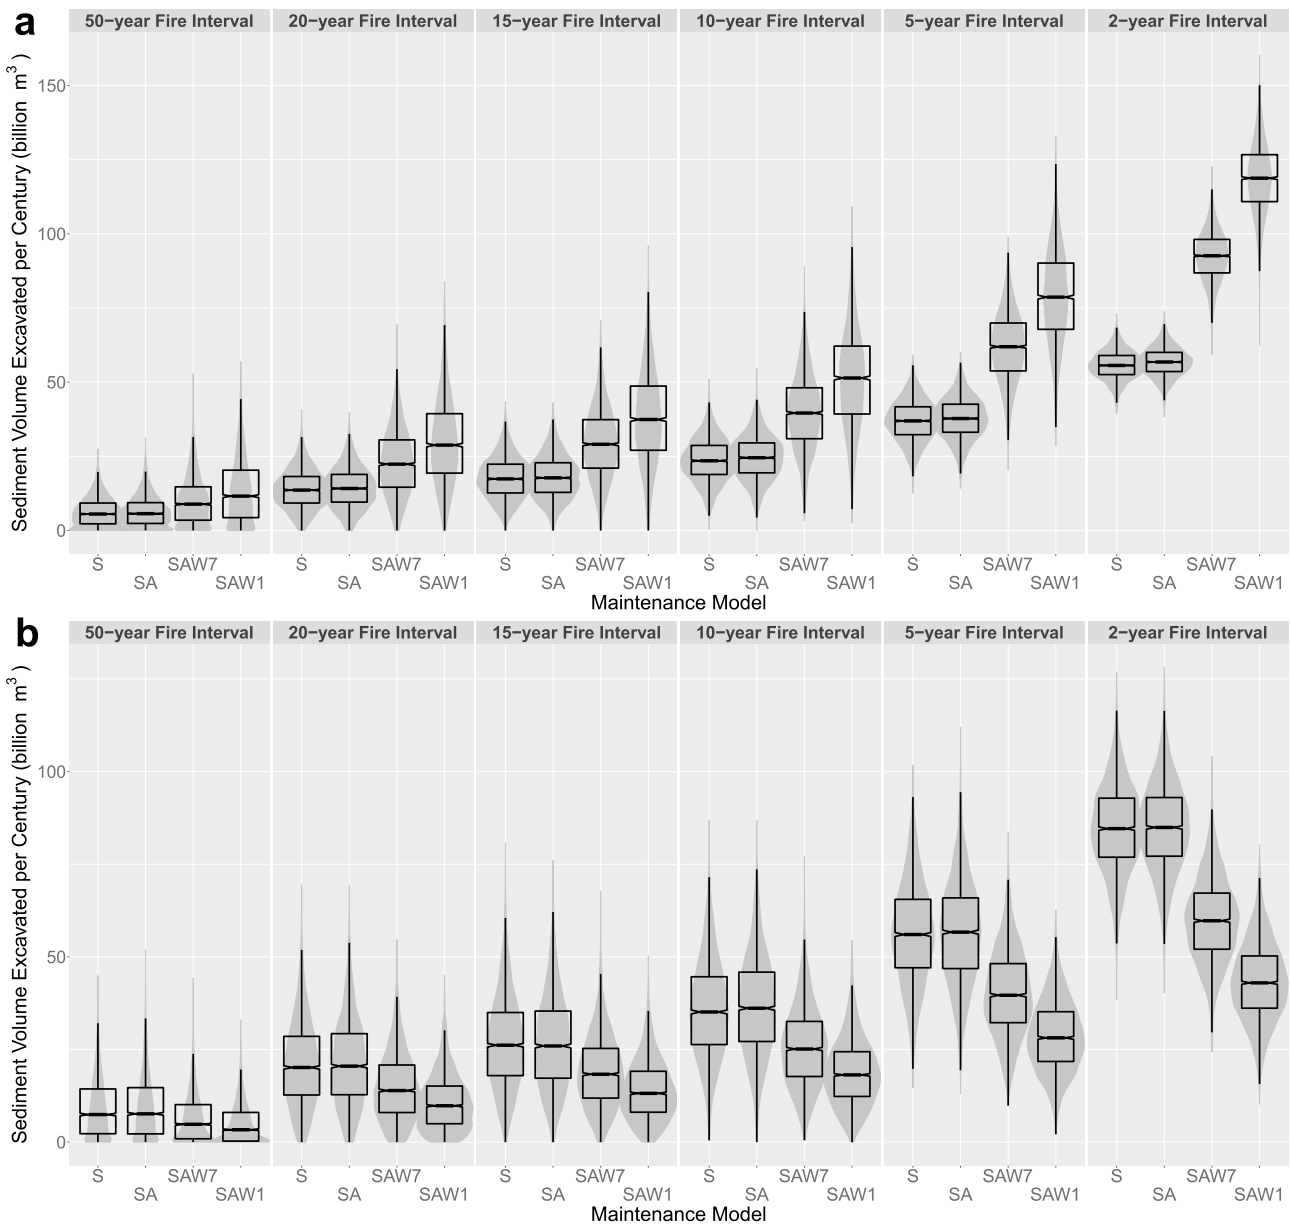 a
50−year Fire Interval 20−year Fire Interval 15−year Fire Interval 10−year Fire Interval 5−year Fire Interval 2−year Fire Interval
Sediment Volume Excavated per Century (billion m³ )
150
100
50
0
S SAW7 S SAW7 S SAW7 S SAW7 S SAW7 S SAW7
SA SAW1 SA SAW1 SA SAW1 SA SAW1 SA SAW1 SA SAW1
Maintenance Model
b
50−year Fire Interval 20−year Fire Interval 15−year Fire Interval 10−year Fire Interval 5−year Fire Interval 2−year Fire Interval
Sediment Volume Excavated per Century (billion m³ )
100
50
0
S SAW7 S SAW7 S SAW7 S SAW7 S SAW7 S SAW7
SA SAW1 SA SAW1 SA SAW1 SA SAW1 SA SAW1 SA SAW1
Maintenance Model